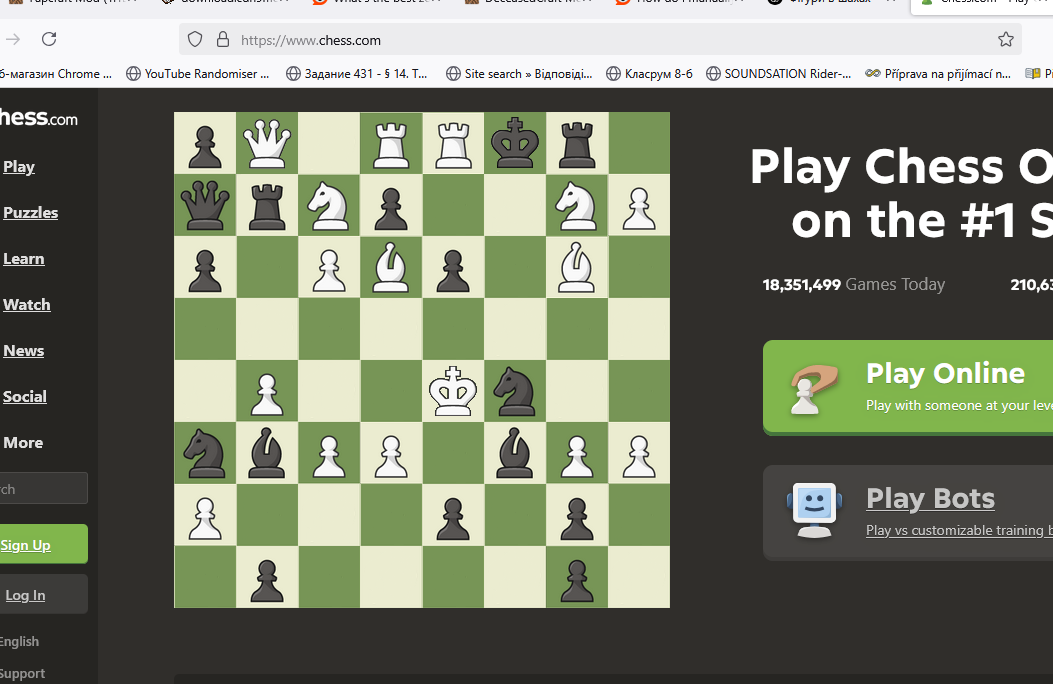 https://www.chess.com
б-магазин Chrome ...
YouTube Randomiser ...
Задание 431 - § 14. Т...
Site search » Відповіді...
Класрум 8-б
SOUNDSATION Rider-...
Příprava na přijímací n...
hess.com
Play
Puzzles
Learn
Watch
News
Social
More
rch
Sign Up
Log In
English
Support
Play Chess O
on the #1 S
18,351,499 Games Today
210,63
Play Online
Play with someone at your leve
Play Bots
Play vs customizable training b